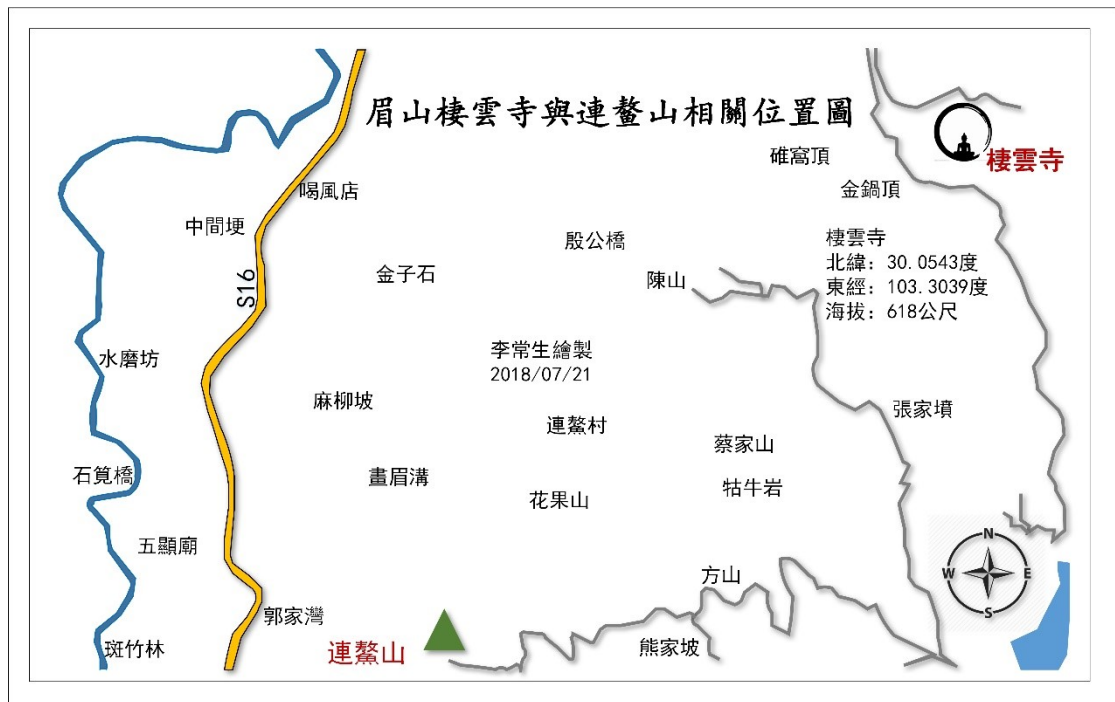 眉山棲雲寺與連鰲山相關位置圖
碓窩頂
棲雲寺
喝風店
金鍋頂
中間埂
殷公橋
棲雲寺
北緯：30.0543度
東經：103.3039度
海拔：618公尺
金子石
陳山
S16
李常生繪製
2018/07/21
水磨坊
麻柳坡
張家墳
連鰲村
蔡家山
石筧橋
畫眉溝
花果山
牯牛岩
五顯廟
N
W
E
S
方山
郭家灣
斑竹林
連鰲山
熊家坡